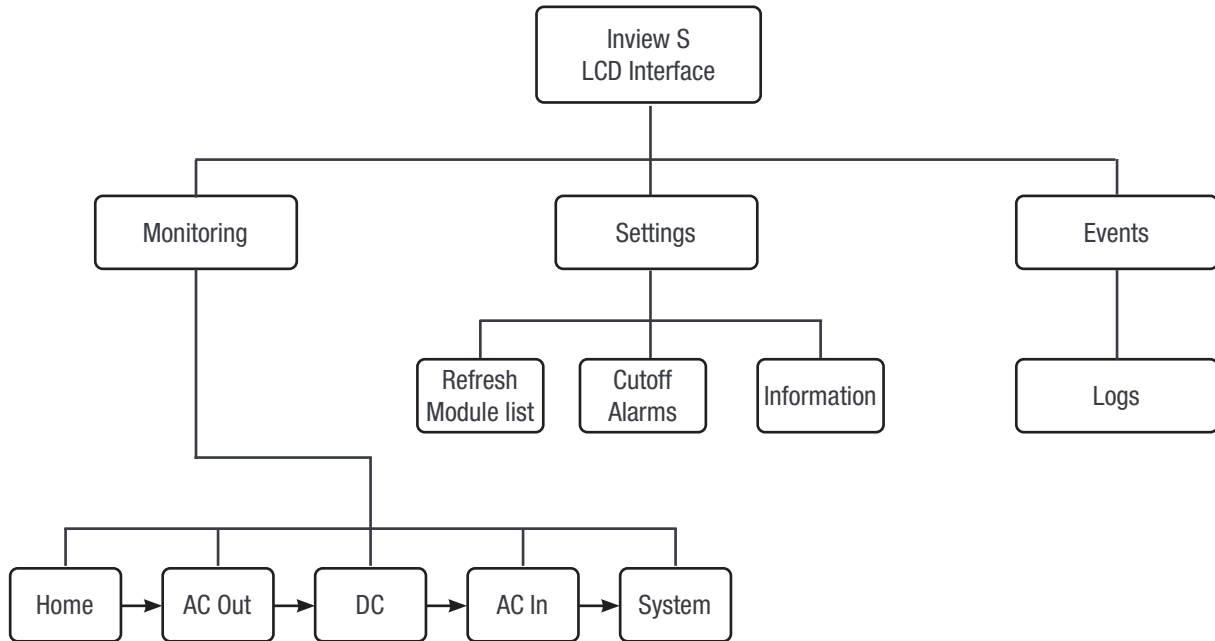 Inview S
LCD Interface
Monitoring
Settings
Events
Refresh
Module list
Cutoff
Alarms
Information
Logs
Home
AC Out
DC
AC In
System